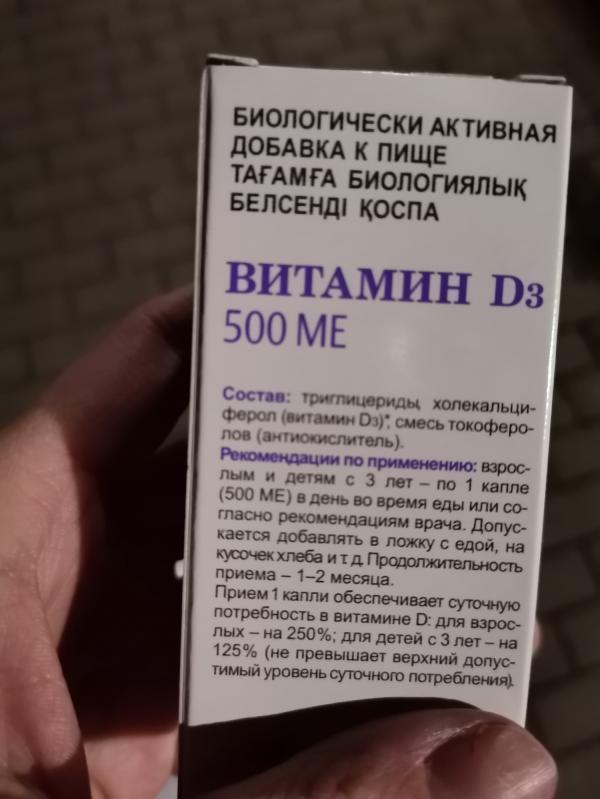 БИОЛОГИЧЕСКИ АКТИВНАЯ
ДОБАВКА К ПИЩЕ
ТАҒАМҒА БИОЛОГИЯЛЫҚ
БЕЛСЕНДІ ҚОСПА
ВИТАМИН D3
500 МЕ
Состав: триглицериды, холекальци-
ферол (витамин D3)*, смесь токоферо-
лов (антиокислитель).
Рекомендации по применению: взрос-
лым и детям с 3 лет – по 1 капле
(500 МЕ) в день во время еды или со-
гласно рекомендациям врача. Допус-
кается добавлять в ложку с едой, на
кусочек хлеба и т. д. Продолжительность
приема – 1–2 месяца.
Прием 1 капли обеспечивает суточную
потребность в витамине D: для взрос-
лых – на 250%; для детей с 3 лет – на
125% (не превышает верхний допус-
тимый уровень суточного потребления).